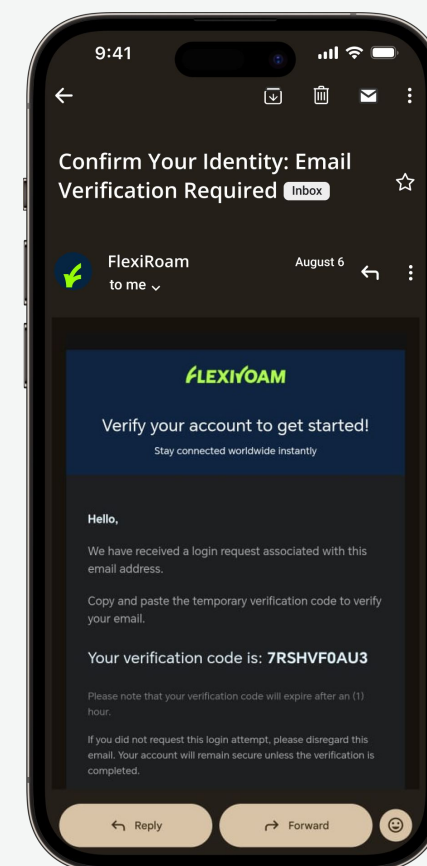 9:41
Confirm Your Identity: Email
Verification Required Inbox
FlexiRoam August 6
to me
FLEXIROAM
Verify your account to get started!
Stay connected worldwide instantly
Hello,
We have received a login request associated with this
email address.
Copy and paste the temporary verification code to verify
your email.
Your verification code is: 7RSHVF0AU3
Please note that your verification code will expire after an (1)
hour.
If you did not request this login attempt, please disregard this
email. Your account will remain secure unless the verification is
completed.
Reply Forward